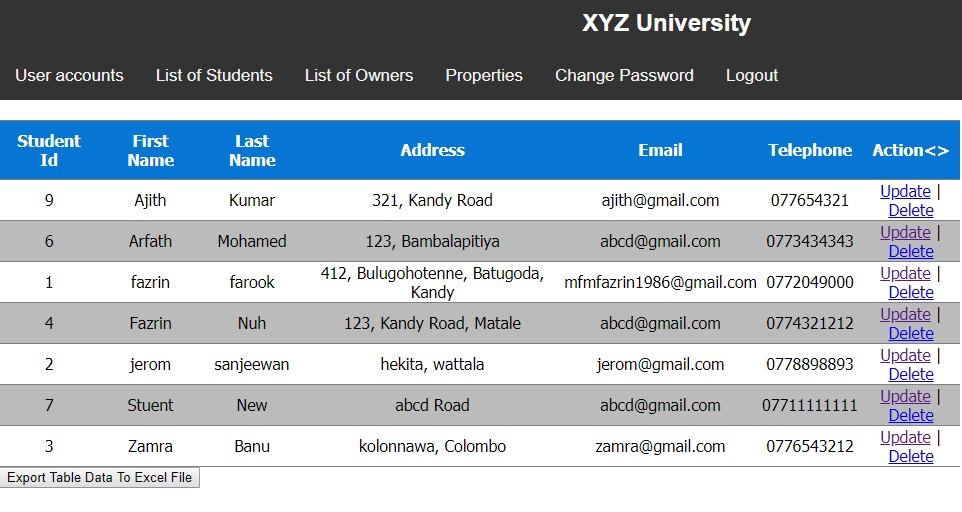 XYZ University
User accounts List of Students List of Owners Properties Change Password Logout
Student Id First Name Last Name Address Email Telephone Action<>
9 Ajith Kumar 321, Kandy Road ajith@gmail.com 077654321 Update | Delete
6 Arfath Mohamed 123, Bambalapitiya abcd@gmail.com 0773434343 Update | Delete
1 fazrin farook 412, Bulugohotenne, Batugoda, Kandy mfmfazrin1986@gmail.com 0772049000 Update | Delete
4 Fazrin Nuh 123, Kandy Road, Matale abcd@gmail.com 0774321212 Update | Delete
2 jerom sanjeewan hekita, wattala jerom@gmail.com 0778898893 Update | Delete
7 Stuent New abcd Road abcd@gmail.com 07711111111 Update | Delete
3 Zamra Banu kolonnawa, Colombo zamra@gmail.com 0776543212 Update | Delete
Export Table Data To Excel File